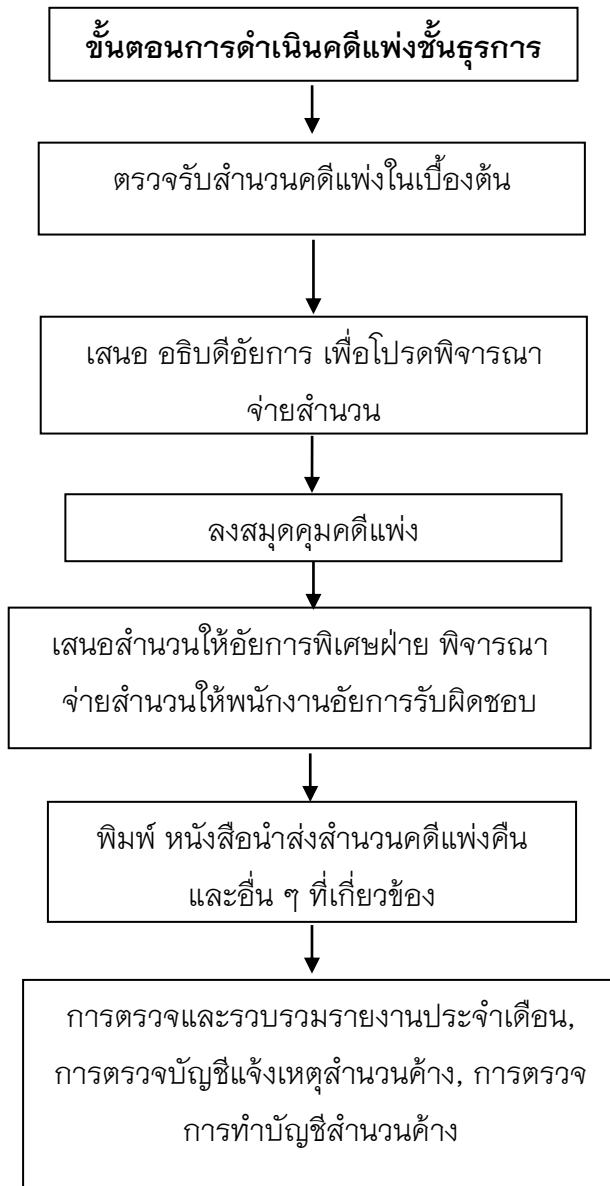 ขั้นตอนการดำเนินคดีแพ่งชั้นธุรการ
ตรวจรับสำนวนคดีแพ่งในเบื้องต้น
เสนอ อธิบดีอัยการ เพื่อโปรดพิจารณา
จ่ายสำนวน
ลงสมุดคุมคดีแพ่ง
เสนอสำนวนให้อัยการพิเศษฝ่าย พิจารณา
จ่ายสำนวนให้พนักงานอัยการรับผิดชอบ
พิมพ์ หนังสือนำส่งสำนวนคดีแพ่งคืน
และอื่น ๆ ที่เกี่ยวข้อง
การตรวจและรวบรวมรายงานประจำเดือน,
การตรวจบัญชีแจ้งเหตุสำนวนค้าง, การตรวจ
การทำบัญชีสำนวนค้าง